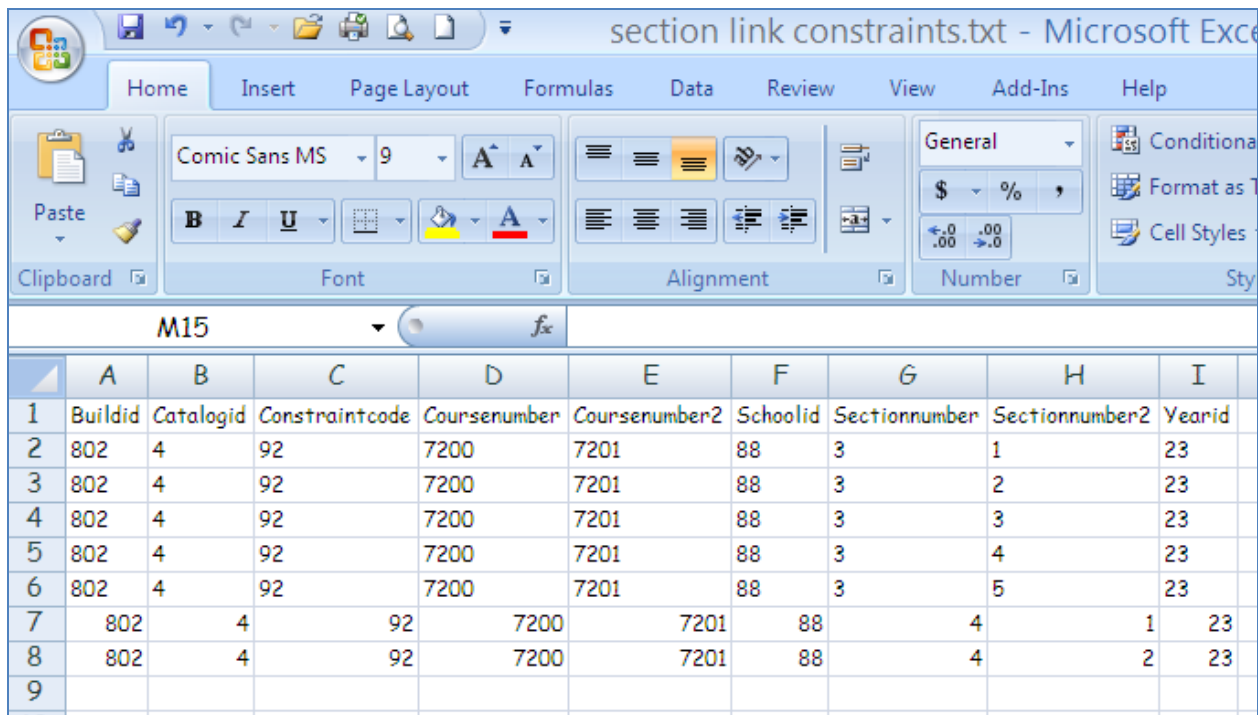 section link constraints.txt - Microsoft Exce
Home Insert Page Layout Formulas Data Review View Add-Ins Help
Comic Sans MS 9 A A General Conditiona
Paste B I U A $ % , Format as T
.0 .00 .00 .0 Cell Styles
Clipboard Font Alignment Number Sty
M15 fx
A B C D E F G H I
1 Buildid Catalogid Constraintcode Coursenumber Coursenumber2 Schoolid Sectionnumber Sectionnumber2 Yearid
2 802 4 92 7200 7201 88 3 1 23
3 802 4 92 7200 7201 88 3 2 23
4 802 4 92 7200 7201 88 3 3 23
5 802 4 92 7200 7201 88 3 4 23
6 802 4 92 7200 7201 88 3 5 23
7 802 4 92 7200 7201 88 4 1 23
8 802 4 92 7200 7201 88 4 2 23
9